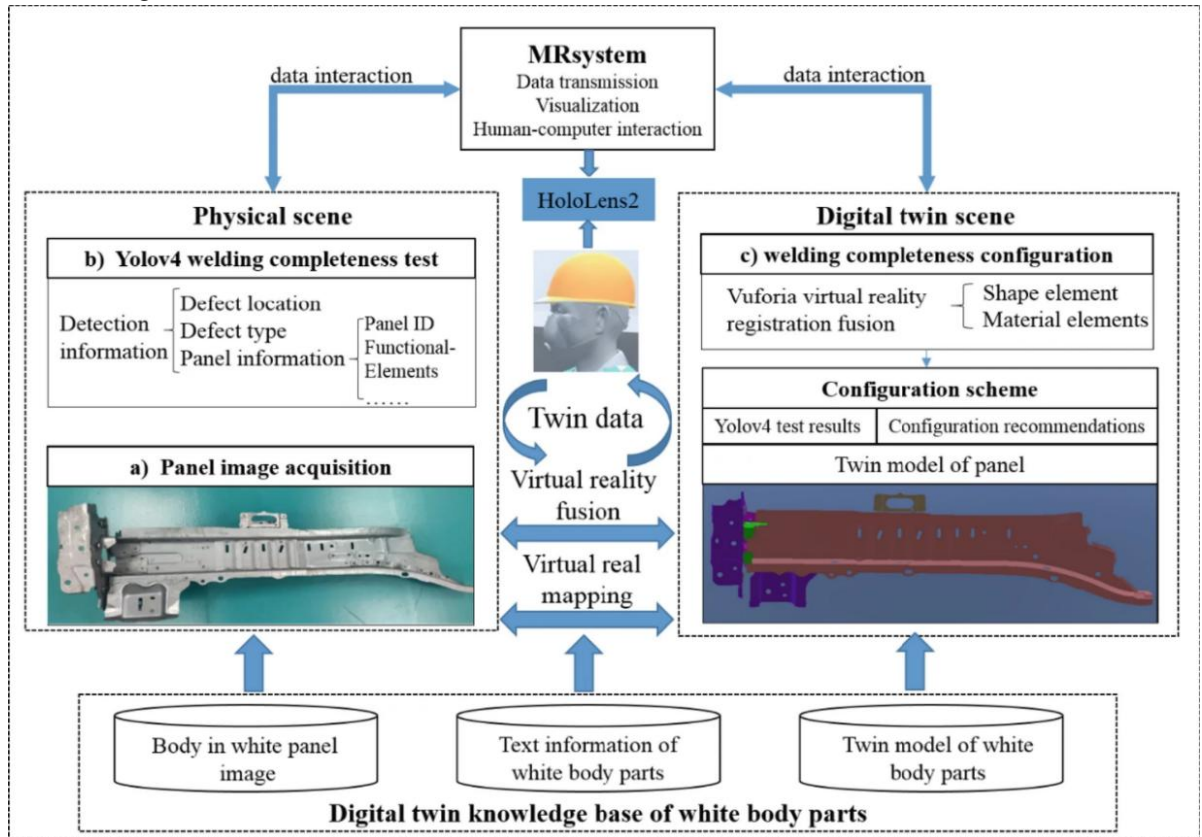 MRsystem
Data transmission
Visualization
Human-computer interaction
data interaction
data interaction
HoloLens2
Physical scene
b) Yolov4 welding completeness test
Detection
information
Defect location
Defect type
Panel information
Panel ID
Functional-
Elements
......
a) Panel image acquisition
Twin data
Virtual reality
fusion
Virtual real
mapping
Digital twin scene
c) welding completeness configuration
Vuforia virtual reality
registration fusion
Shape element
Material elements
Configuration scheme
Yolov4 test results
Configuration recommendations
Twin model of panel
Body in white panel
image
Text information of
white body parts
Twin model of white
body parts
Digital twin knowledge base of white body parts